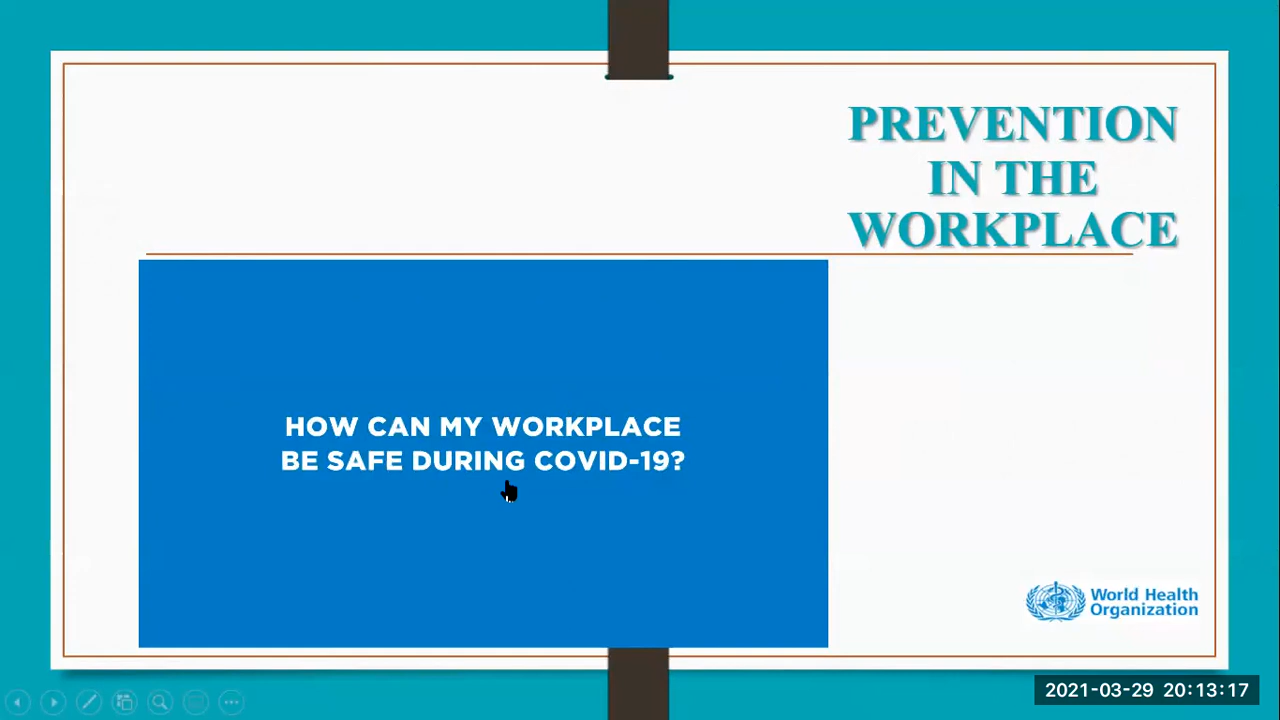 PREVENTION
IN THE
WORKPLACE
HOW CAN MY WORKPLACE
BE SAFE DURING COVID-19?
World Health
Organization
2021-03-29 20:13:17